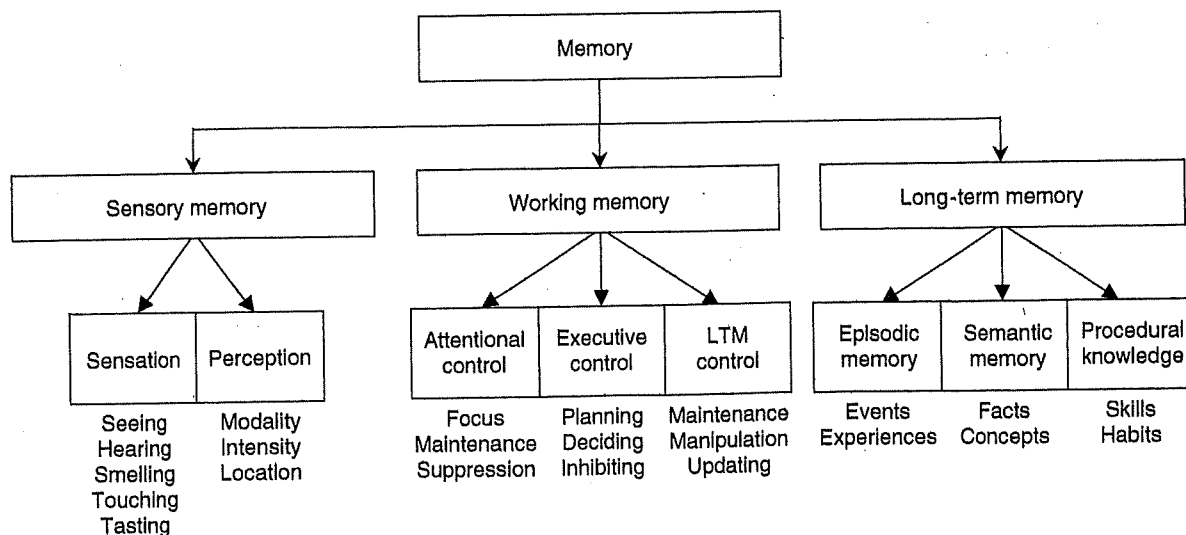 Memory
Sensory memory
Working memory
Long-term memory
Sensation
Perception
Attentional
control
Executive
control
LTM
control
Episodic
memory
Semantic
memory
Procedural
knowledge
Seeing
Hearing
Smelling
Touching
Tasting
Modality
Intensity
Location
Focus
Maintenance
Suppression
Planning
Deciding
Inhibiting
Maintenance
Manipulation
Updating
Events
Experiences
Facts
Concepts
Skills
Habits